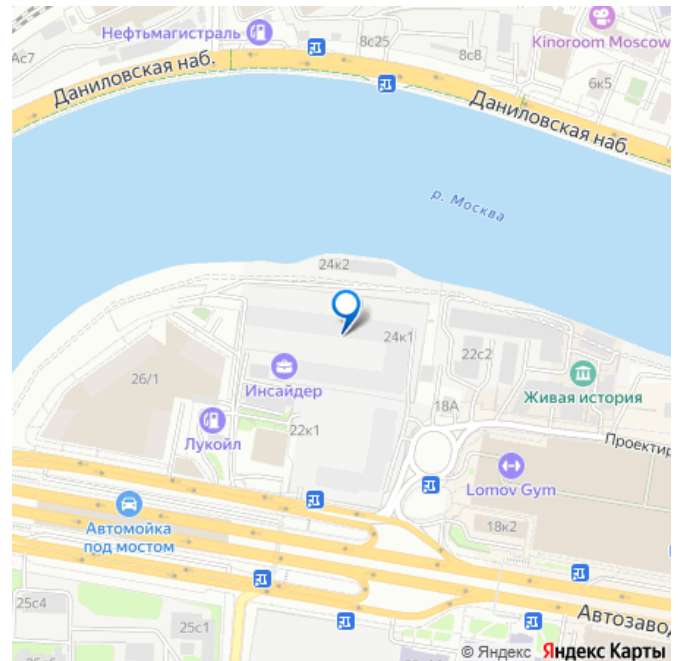 Нефтьмагистраль
8с25
8с8
Kinoroom Moscow
6к5
Ас7
Даниловская наб.
Даниловская наб.
р. Москва
24к2
24к1
22с2
Инсайдер
26/1
Живая история
18А
Лукойл
22к1
Проектир
Lomov Gym
Автомойка
под мостом
18к2
25с4
25с1
Автозавод
© Яндекс Яндекс Карты